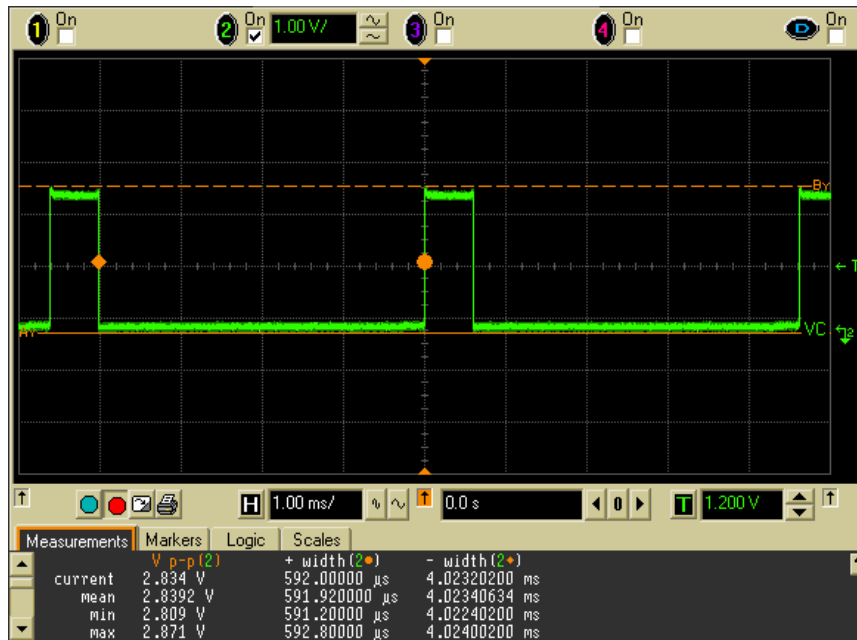 1 On 2 On 1.00 V/ 3 On 4 On D On
By
T
Ay VC 2
H 1.00 ms/ 0.0 s 0 T 1.200 V
Measurements Markers Logic Scales
V p-p(2) + width(2●) - width(2◆)
current 2.834 V 592.00000 µs 4.02320200 ms
mean 2.8392 V 591.920000 µs 4.02340634 ms
min 2.809 V 591.20000 µs 4.02240200 ms
max 2.871 V 592.80000 µs 4.02400200 ms